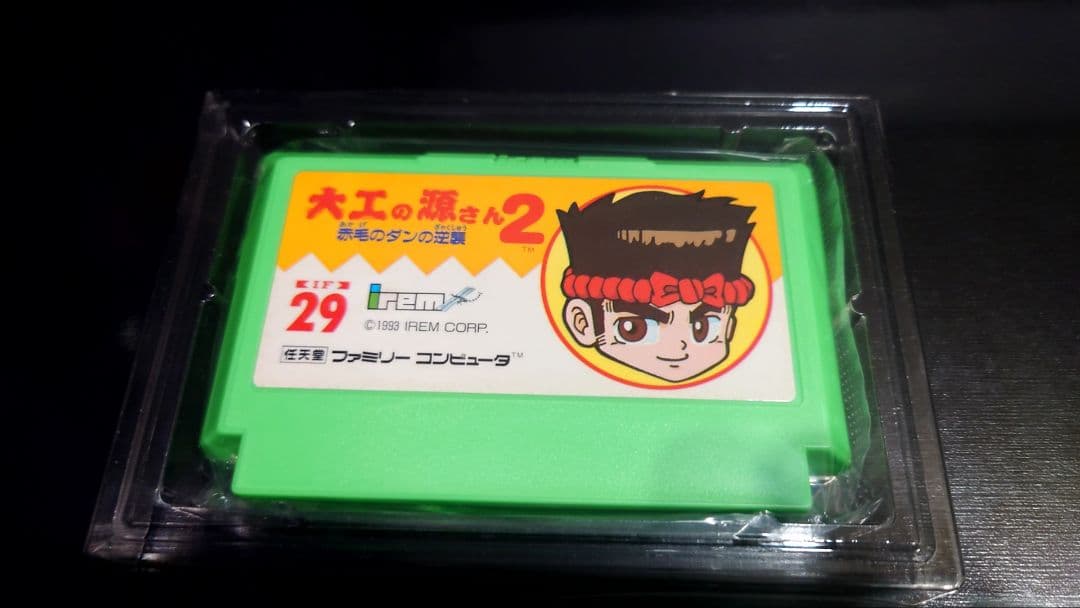 大工の源さん2
TM
あかげ ぎゃくしゅう
赤毛のダンの逆襲
IF
29
irem
©1993 IREM CORP.
任天堂 ファミリー コンピュータ™